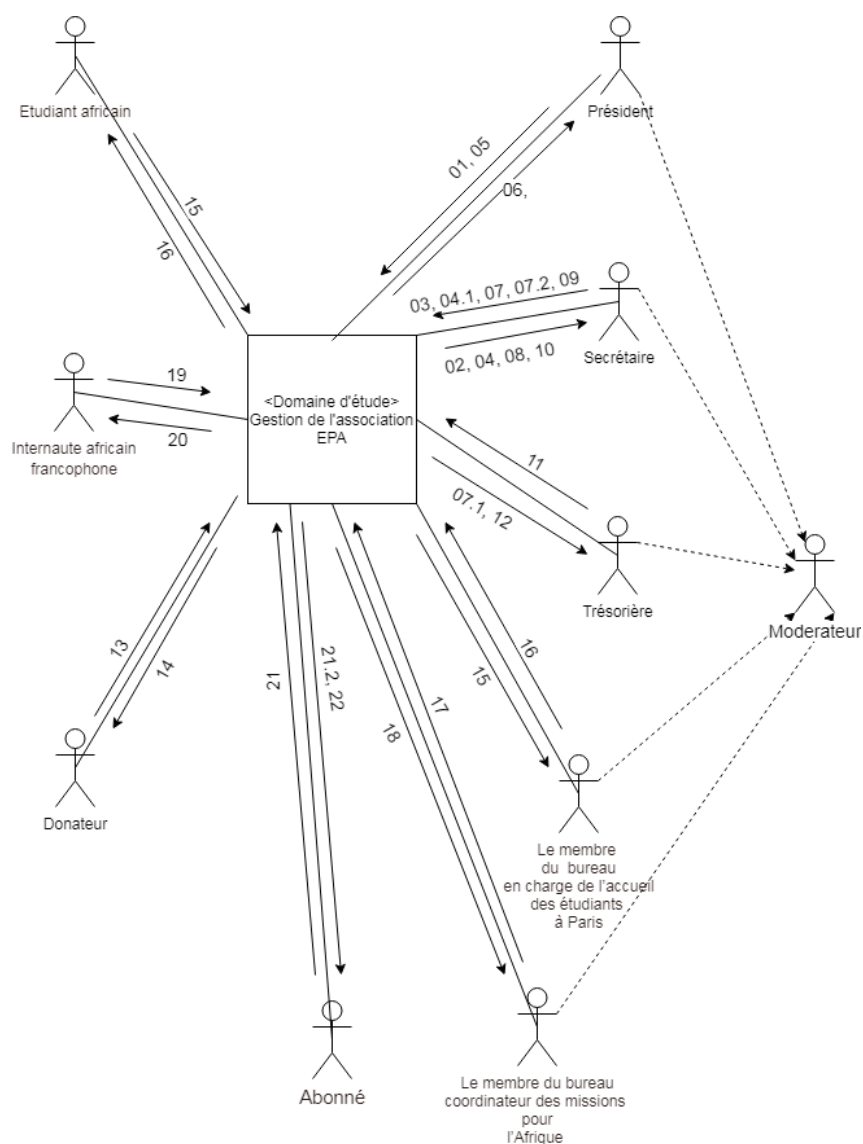 Etudiant africain
Président
01, 05
06,
15
16
03, 04.1, 07, 07.2, 09
02, 04, 08, 10
Secrétaire
19
20
Internaute africain
francophone
<Domaine d'étude>
Gestion de l'association
EPA
11
07.1, 12
Trésorière
Moderateur
13
14
Donateur
21
21.2, 22
18
17
15
16
Le membre
du bureau
en charge de l'accueil
des étudiants
à Paris
Abonné
Le membre du bureau
coordinateur des missions
pour
l'Afrique